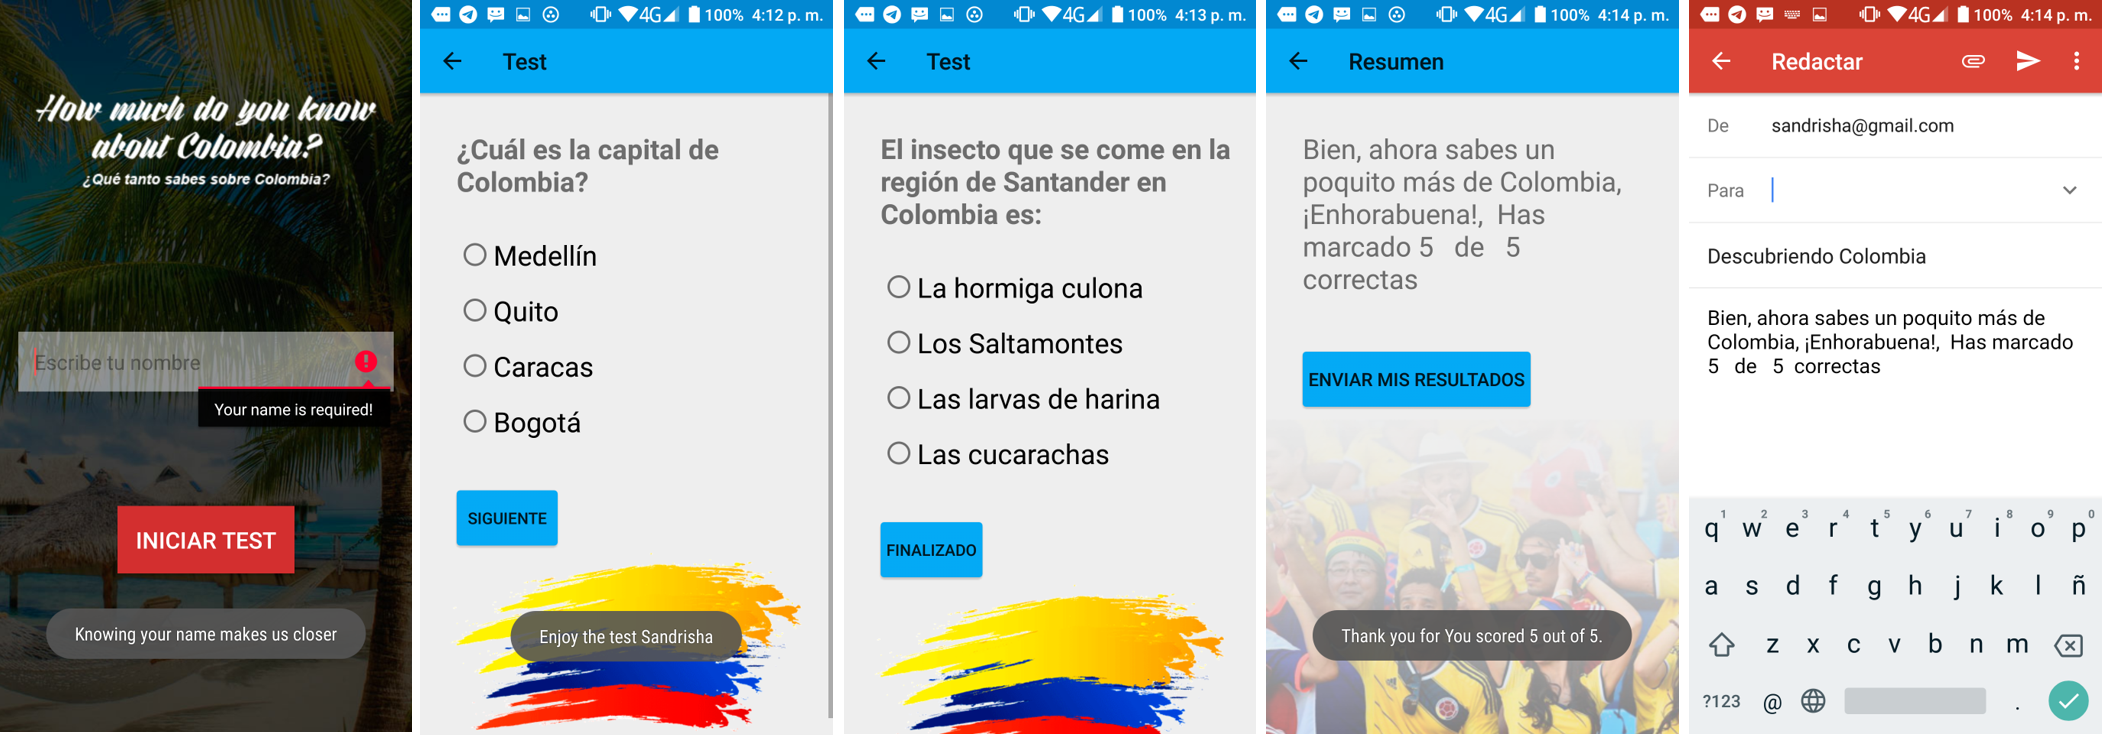 How much do you know
about Colombia?
¿Qué tanto sabes sobre Colombia?
Escribe tu nombre
Your name is required!
INICIAR TEST
Knowing your name makes us closer
4G 100% 4:12 p. m.
Test
¿Cuál es la capital de
Colombia?
Medellín
Quito
Caracas
Bogotá
SIGUIENTE
Enjoy the test Sandrisha
4G 100% 4:13 p. m.
Test
El insecto que se come en la
región de Santander en
Colombia es:
La hormiga culona
Los Saltamontes
Las larvas de harina
Las cucarachas
FINALIZADO
4G 100% 4:14 p. m.
Resumen
Bien, ahora sabes un
poquito más de Colombia,
¡Enhorabuena!, Has
marcado 5 de 5
correctas
ENVIAR MIS RESULTADOS
Thank you for You scored 5 out of 5.
4G 100% 4:14 p. m.
Redactar
De sandrisha@gmail.com
Para
Descubriendo Colombia
Bien, ahora sabes un poquito más de
Colombia, ¡Enhorabuena!, Has marcado
5 de 5 correctas
1 2 3 4 5 6 7 8 9 0
q w e r t y u i o p
a s d f g h j k l ñ
z x c v b n m
?123 @ .